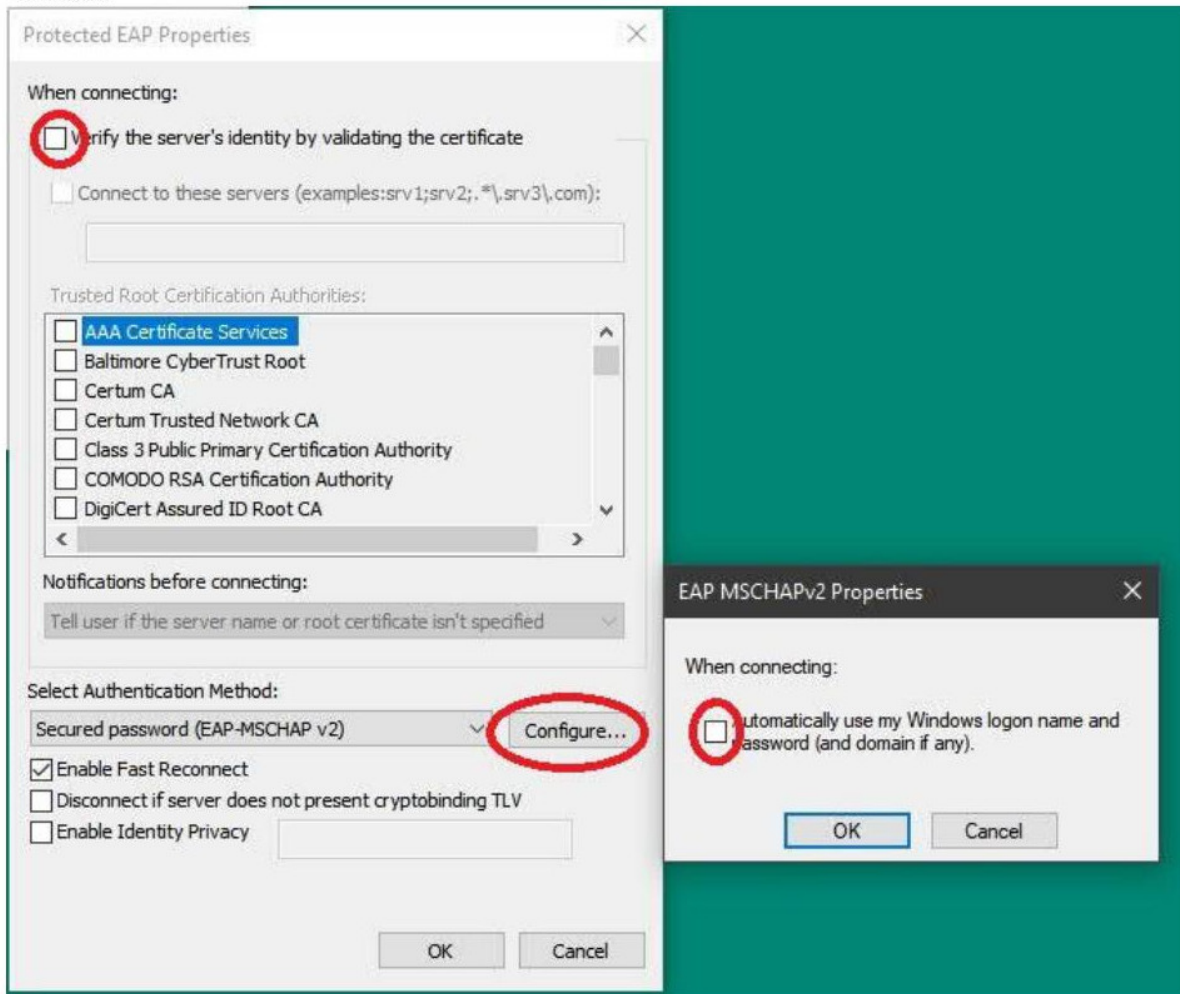 Protected EAP Properties
When connecting:
Verify the server's identity by validating the certificate
Connect to these servers (examples:srv1;srv2;.*\.srv3\.com):
Trusted Root Certification Authorities:
AAA Certificate Services
Baltimore CyberTrust Root
Certum CA
Certum Trusted Network CA
Class 3 Public Primary Certification Authority
COMODO RSA Certification Authority
DigiCert Assured ID Root CA
Notifications before connecting:
Tell user if the server name or root certificate isn't specified
Select Authentication Method:
Secured password (EAP-MSCHAP v2)
Configure...
Enable Fast Reconnect
Disconnect if server does not present cryptobinding TLV
Enable Identity Privacy
OK
Cancel
EAP MSCHAPv2 Properties
When connecting:
Automatically use my Windows logon name and
password (and domain if any).
OK
Cancel